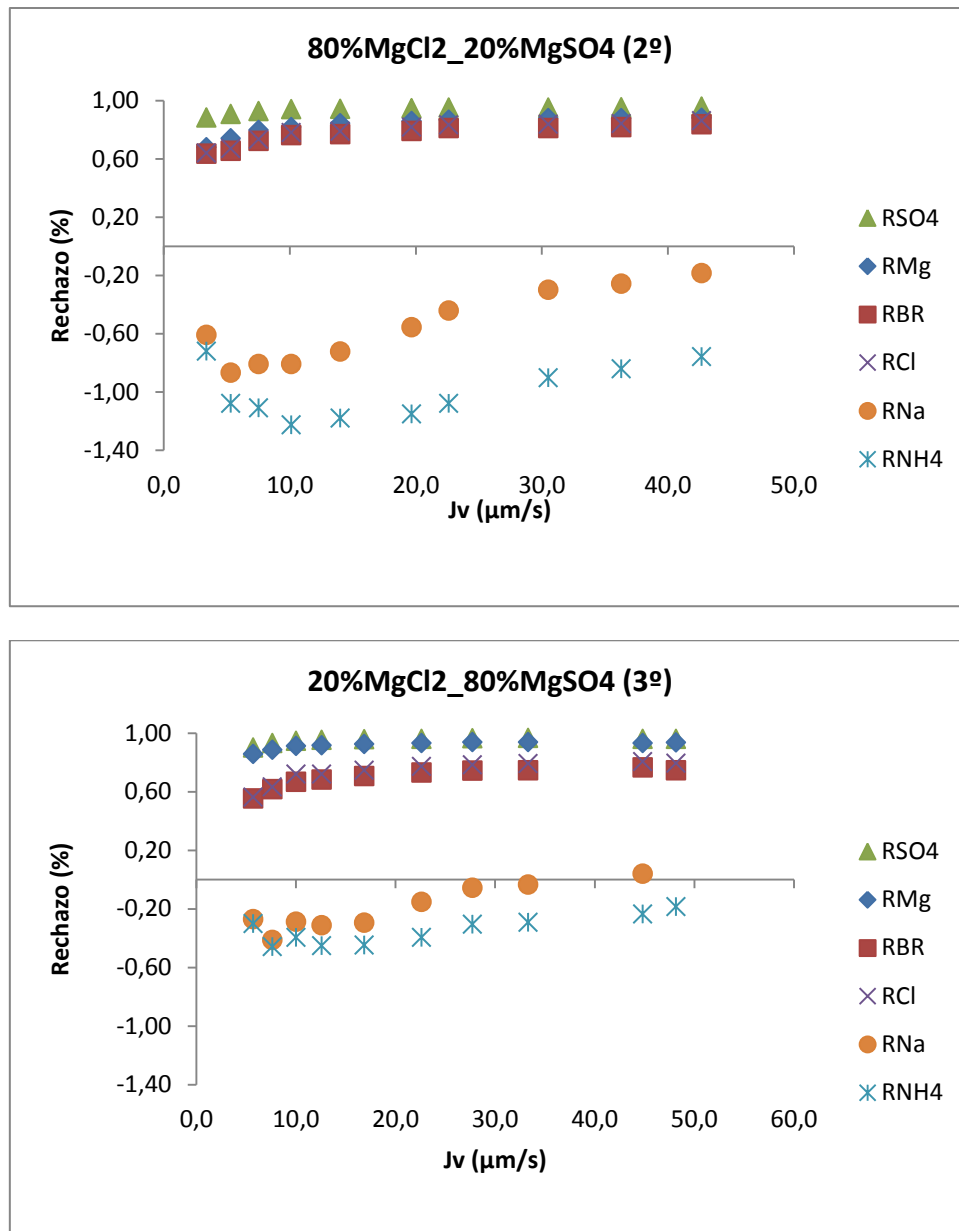 80%MgCl2_20%MgSO4 (2º)
1,00
0,60
0,20
-0,20
-0,60
-1,00
-1,40
Rechazo (%)
0,0 10,0 20,0 30,0 40,0 50,0
Jv (µm/s)
RSO4
RMg
RBR
RCl
RNa
RNH4
20%MgCl2_80%MgSO4 (3º)
1,00
0,60
0,20
-0,20
-0,60
-1,00
-1,40
Rechazo (%)
0,0 10,0 20,0 30,0 40,0 50,0 60,0
Jv (µm/s)
RSO4
RMg
RBR
RCl
RNa
RNH4